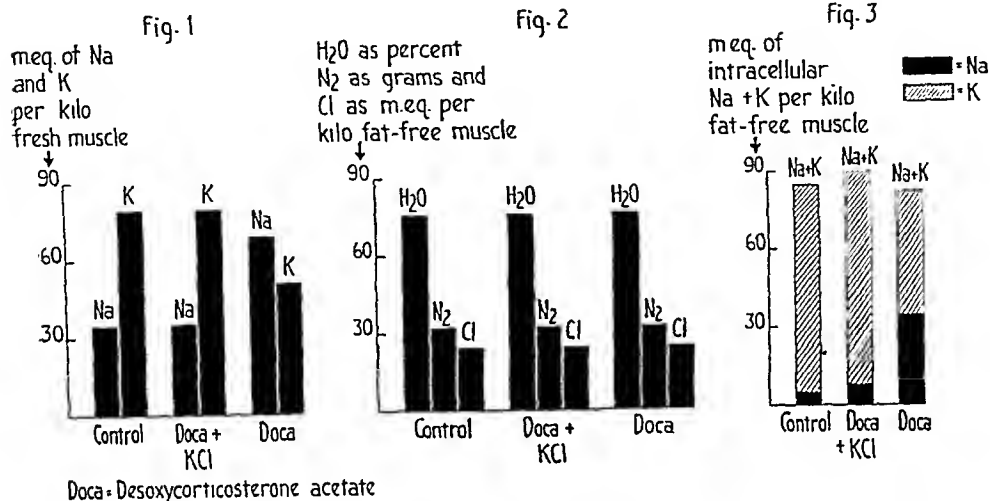 Fig. 1
meq. of Na
and K
per kilo
fresh muscle
90
60
30
Na
K
Na
K
Na
K
Control
Doca +
KCl
Doca
Doca = Desoxycorticosterone acetate
Fig. 2
H2O as percent
N2 as grams and
Cl as m.eq. per
kilo fat-free muscle
90
60
30
H2O
N2
Cl
H2O
N2
Cl
H2O
N2
Cl
Control
Doca +
KCl
Doca
Fig. 3
meq. of
intracellular
Na + K per kilo
fat-free muscle
= Na
= K
90
60
30
Na+K
Na+K
Na+K
Control
Doca
+ KCl
Doca